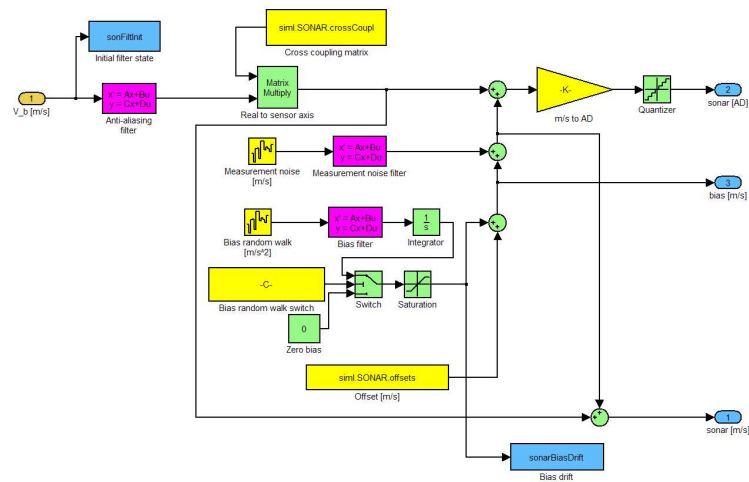 siml.SONAR.crossCoupl
Cross coupling matrix
sonFiltInit
Initial filter state
1
V_b [m/s]
x' = Ax+Bu
y = Cx+Du
Anti-aliasing
filter
Matrix
Multiply
Real to sensor axis
-K-
m/s to AD
Quantizer
2
sonar [AD]
Measurement noise
[m/s]
x' = Ax+Bu
y = Cx+Du
Measurement noise filter
3
bias [m/s]
Bias random walk
[m/s^2]
x' = Ax+Bu
y = Cx+Du
Bias filter
1
s
Integrator
-C-
Bias random walk switch
Switch
Saturation
0
Zero bias
siml.SONAR.offsets
Offset [m/s]
1
sonar [m/s]
sonarBiasDrift
Bias drift